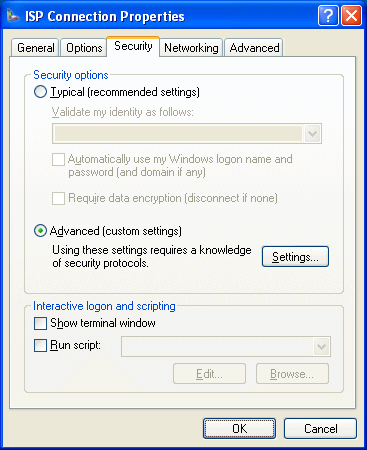 ISP Connection Properties
General Options Security Networking Advanced
Security options
Typical (recommended settings)
Validate my identity as follows:
Automatically use my Windows logon name and
password (and domain if any)
Require data encryption (disconnect if none)
Advanced (custom settings)
Using these settings requires a knowledge
of security protocols.
Settings...
Interactive logon and scripting
Show terminal window
Run script:
Edit... Browse...
OK Cancel